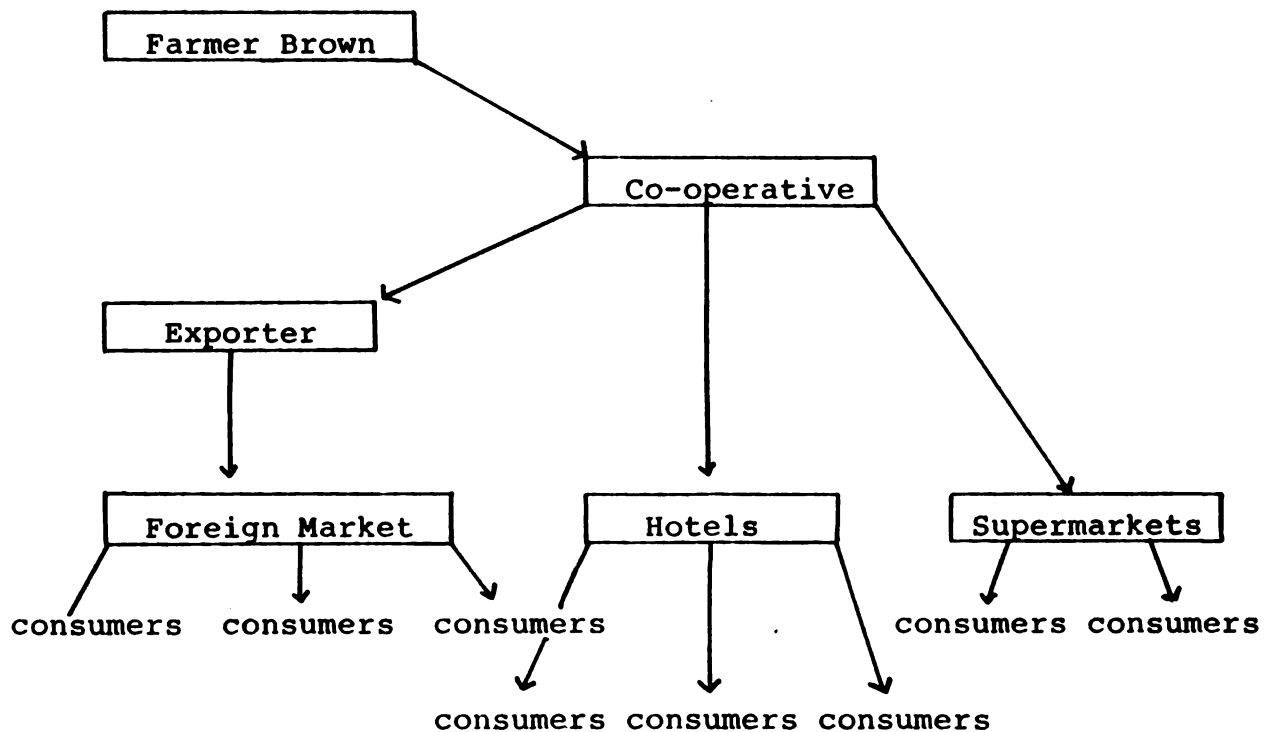 Farmer Brown
Co-operative
Exporter
Foreign Market
Hotels
Supermarkets
consumers consumers consumers
consumers consumers
consumers consumers consumers